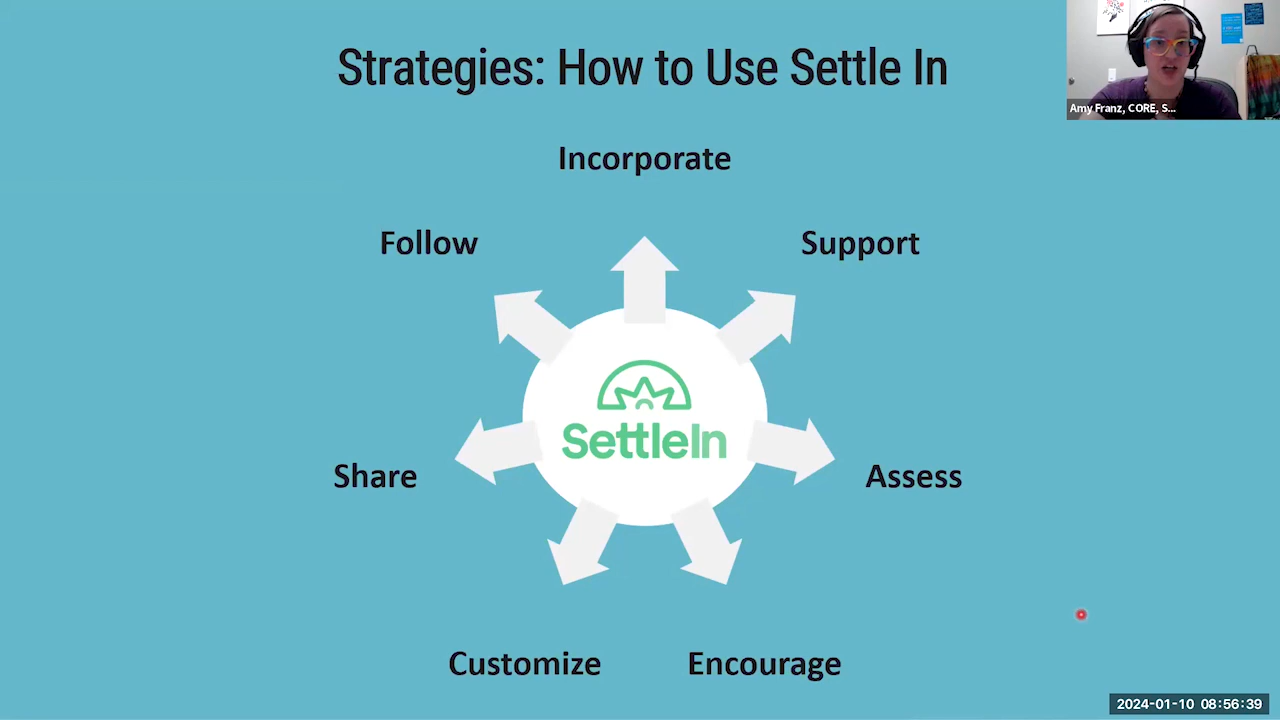 Strategies: How to Use Settle In
Amy Franz, CORE, S...
Incorporate
Follow
Support
SettleIn
Share
Assess
Customize
Encourage
2024-01-10 08:56:39